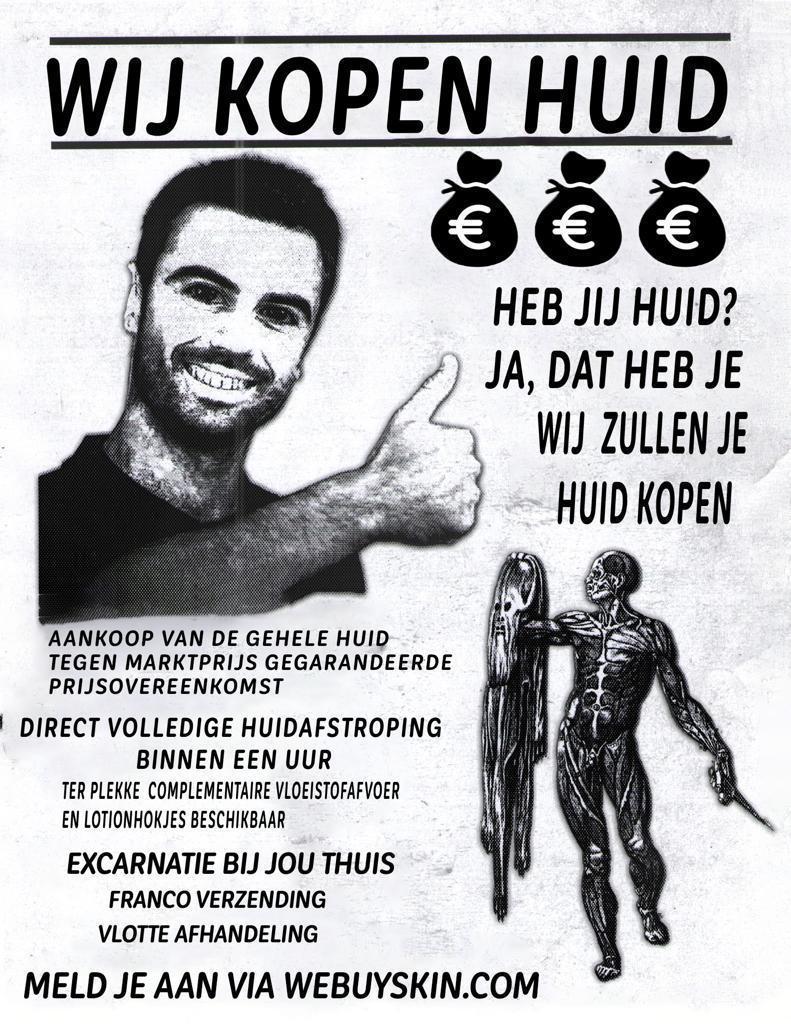 WIJ KOPEN HUID
€ € €
HEB JIJ HUID?
JA, DAT HEB JE
WIJ ZULLEN JE
HUID KOPEN
AANKOOP VAN DE GEHELE HUID
TEGEN MARKTPRIJS GEGARANDEERDE
PRIJSOVEREENKOMST
DIRECT VOLLEDIGE HUIDAFSTROPING
BINNEN EEN UUR
TER PLEKKE COMPLEMENTAIRE VLOEISTOFAFVOER
EN LOTIONHOKJES BESCHIKBAAR
EXCARNATIE BIJ JOU THUIS
FRANCO VERZENDING
VLOTTE AFHANDELING
MELD JE AAN VIA WEBUYSKIN.COM